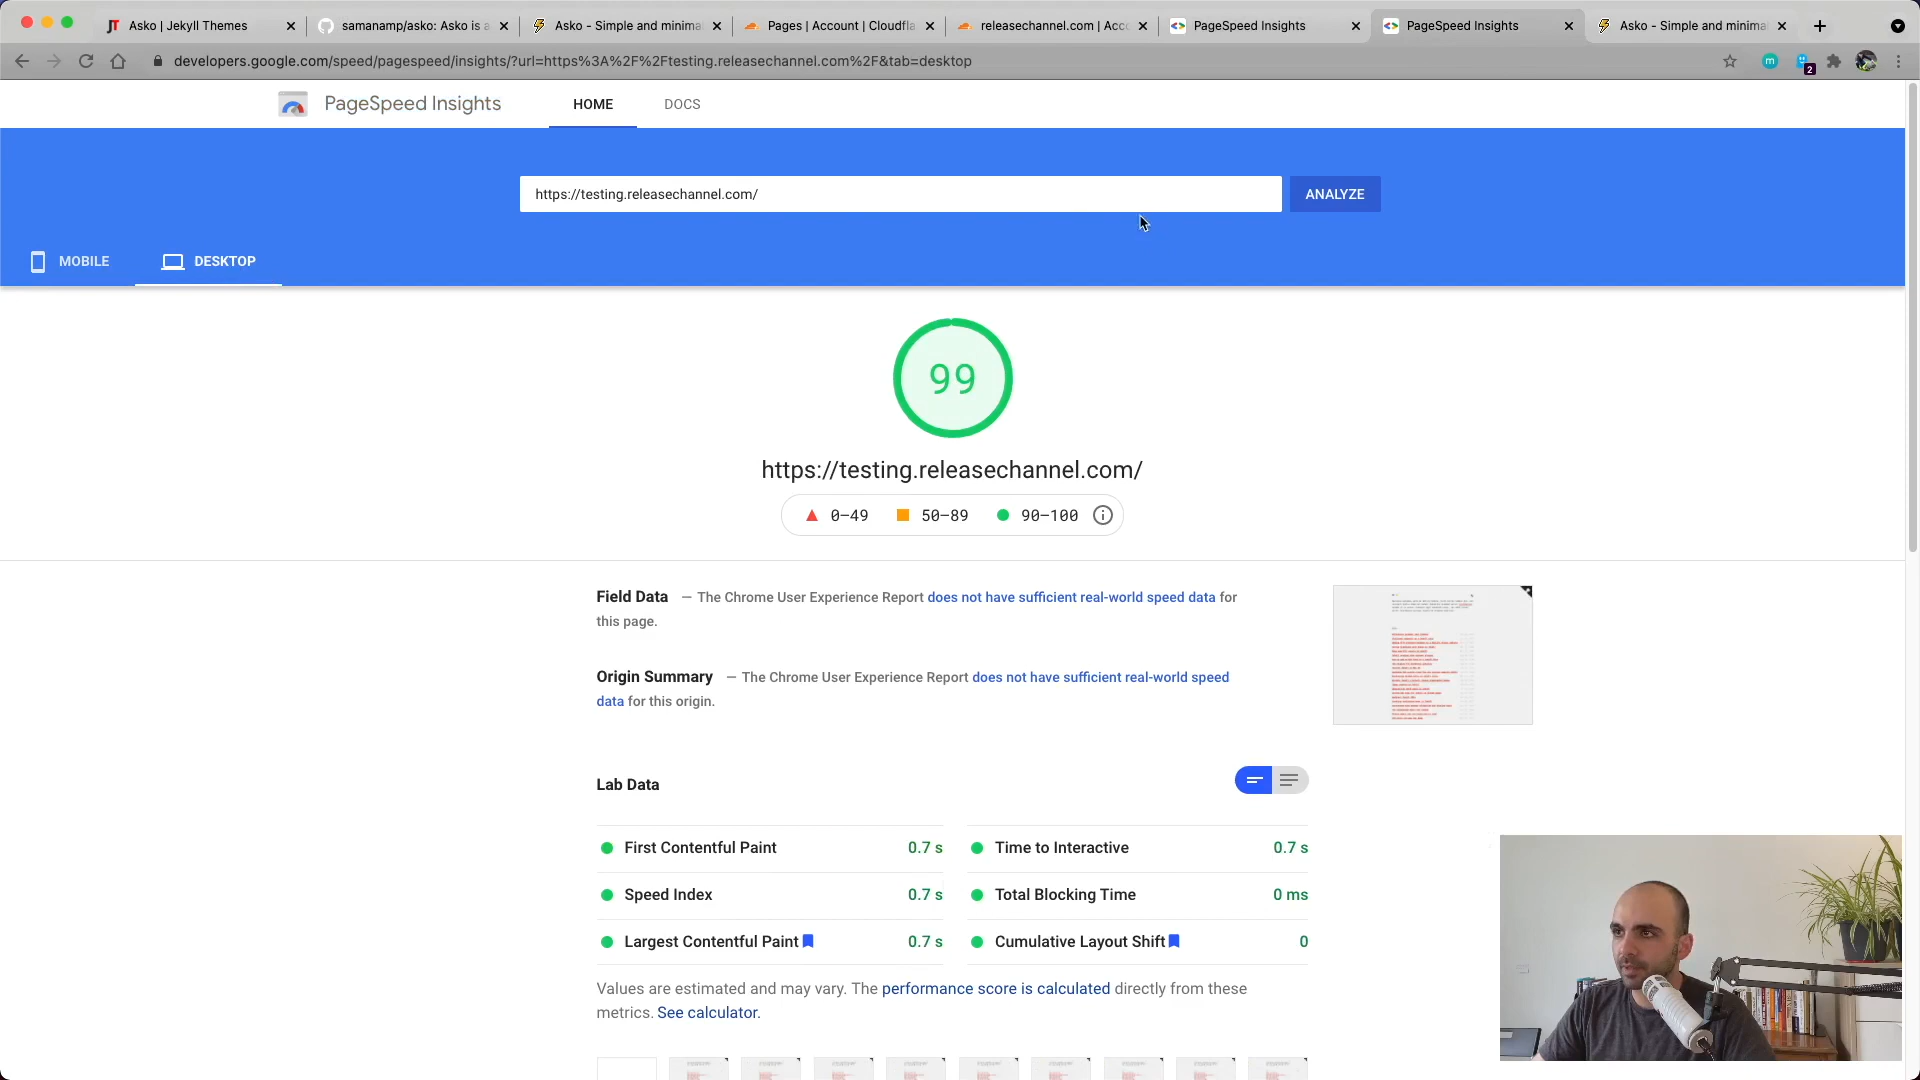 Asko | Jekyll Themes
samanamp/asko: Asko is a
Asko - Simple and minimal
Pages | Account | Cloudfla
releasechannel.com | Acco
PageSpeed Insights
PageSpeed Insights
Asko - Simple and minimal
developers.google.com/speed/pagespeed/insights/?url=https%3A%2F%2Ftesting.releasechannel.com%2F&tab=desktop
m
2
PageSpeed Insights
HOME
DOCS
https://testing.releasechannel.com/
ANALYZE
MOBILE
DESKTOP
99
https://testing.releasechannel.com/
0–49
50–89
90–100
Field Data — The Chrome User Experience Report does not have sufficient real-world speed data for
this page.
Origin Summary — The Chrome User Experience Report does not have sufficient real-world speed
data for this origin.
Lab Data
First Contentful Paint 0.7 s
Time to Interactive 0.7 s
Speed Index 0.7 s
Total Blocking Time 0 ms
Largest Contentful Paint 0.7 s
Cumulative Layout Shift 0
Values are estimated and may vary. The performance score is calculated directly from these
metrics. See calculator.